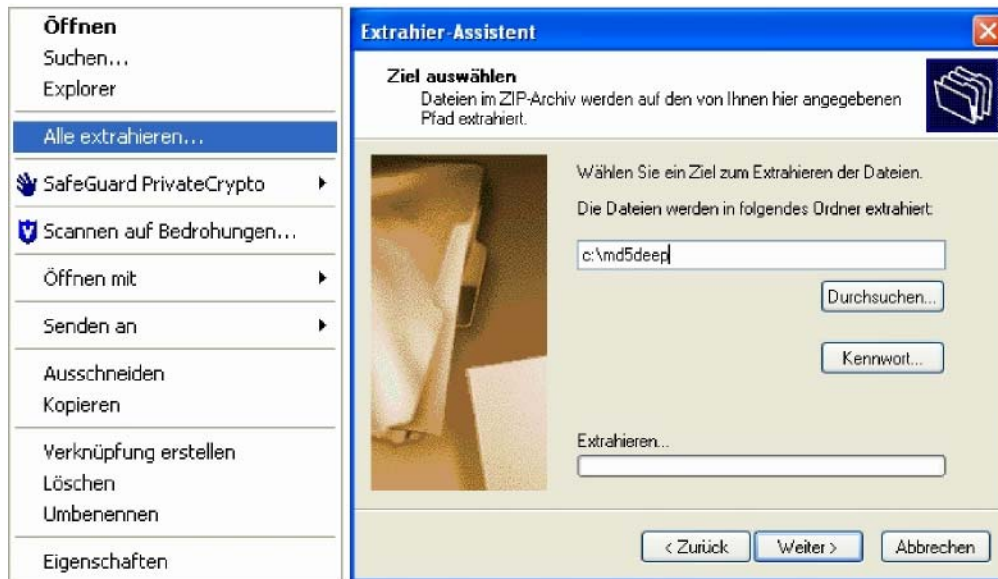 Öffnen
Suchen...
Explorer
Alle extrahieren...
SafeGuard PrivateCrypto
Scannen auf Bedrohungen...
Öffnen mit
Senden an
Ausschneiden
Kopieren
Verknüpfung erstellen
Löschen
Umbenennen
Eigenschaften
Extrahier-Assistent
Ziel auswählen
Dateien im ZIP-Archiv werden auf den von Ihnen hier angegebenen
Pfad extrahiert.
Wählen Sie ein Ziel zum Extrahieren der Dateien.
Die Dateien werden in folgendes Ordner extrahiert:
c:\md5deep
Durchsuchen...
Kennwort...
Extrahieren...
< Zurück
Weiter >
Abbrechen